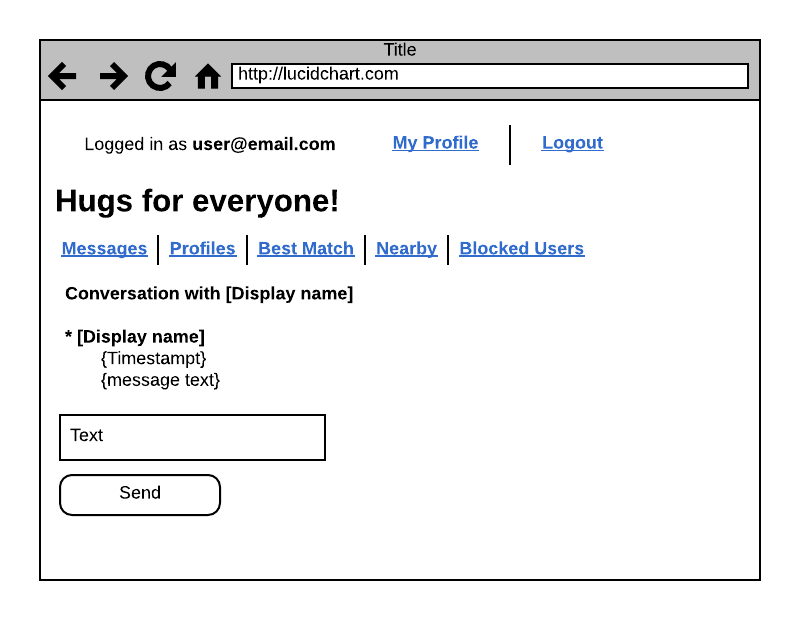 Title
http://lucidchart.com
Logged in as user@email.com My Profile Logout
Hugs for everyone!
Messages Profiles Best Match Nearby Blocked Users
Conversation with [Display name]
* [Display name]
{Timestampt}
{message text}
Text
Send